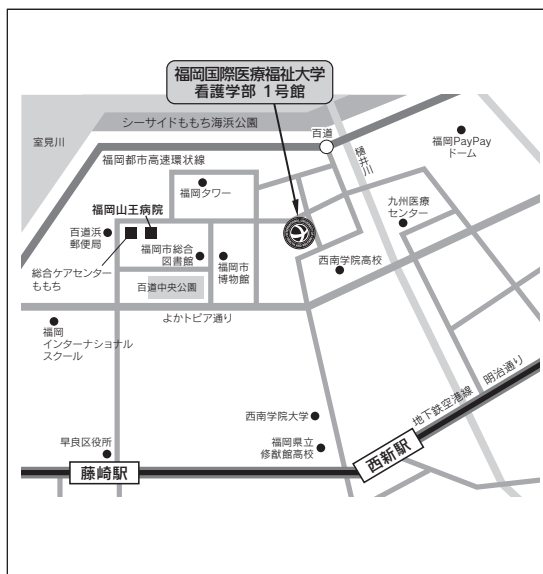 福岡国際医療福祉大学
看護学部 1号館
シーサイドももち海浜公園
室見川
百道
福岡PayPay
ドーム
福岡都市高速環状線
樋井川
福岡タワー
九州医療
センター
福岡山王病院
百道浜
郵便局
福岡市総合
図書館
福岡市
博物館
西南学院高校
総合ケアセンター
ももち
百道中央公園
よかトピア通り
福岡
インターナショナル
スクール
明治通り
地下鉄空港線
西南学院大学
早良区役所
福岡県立
修猷館高校
西新駅
藤崎駅